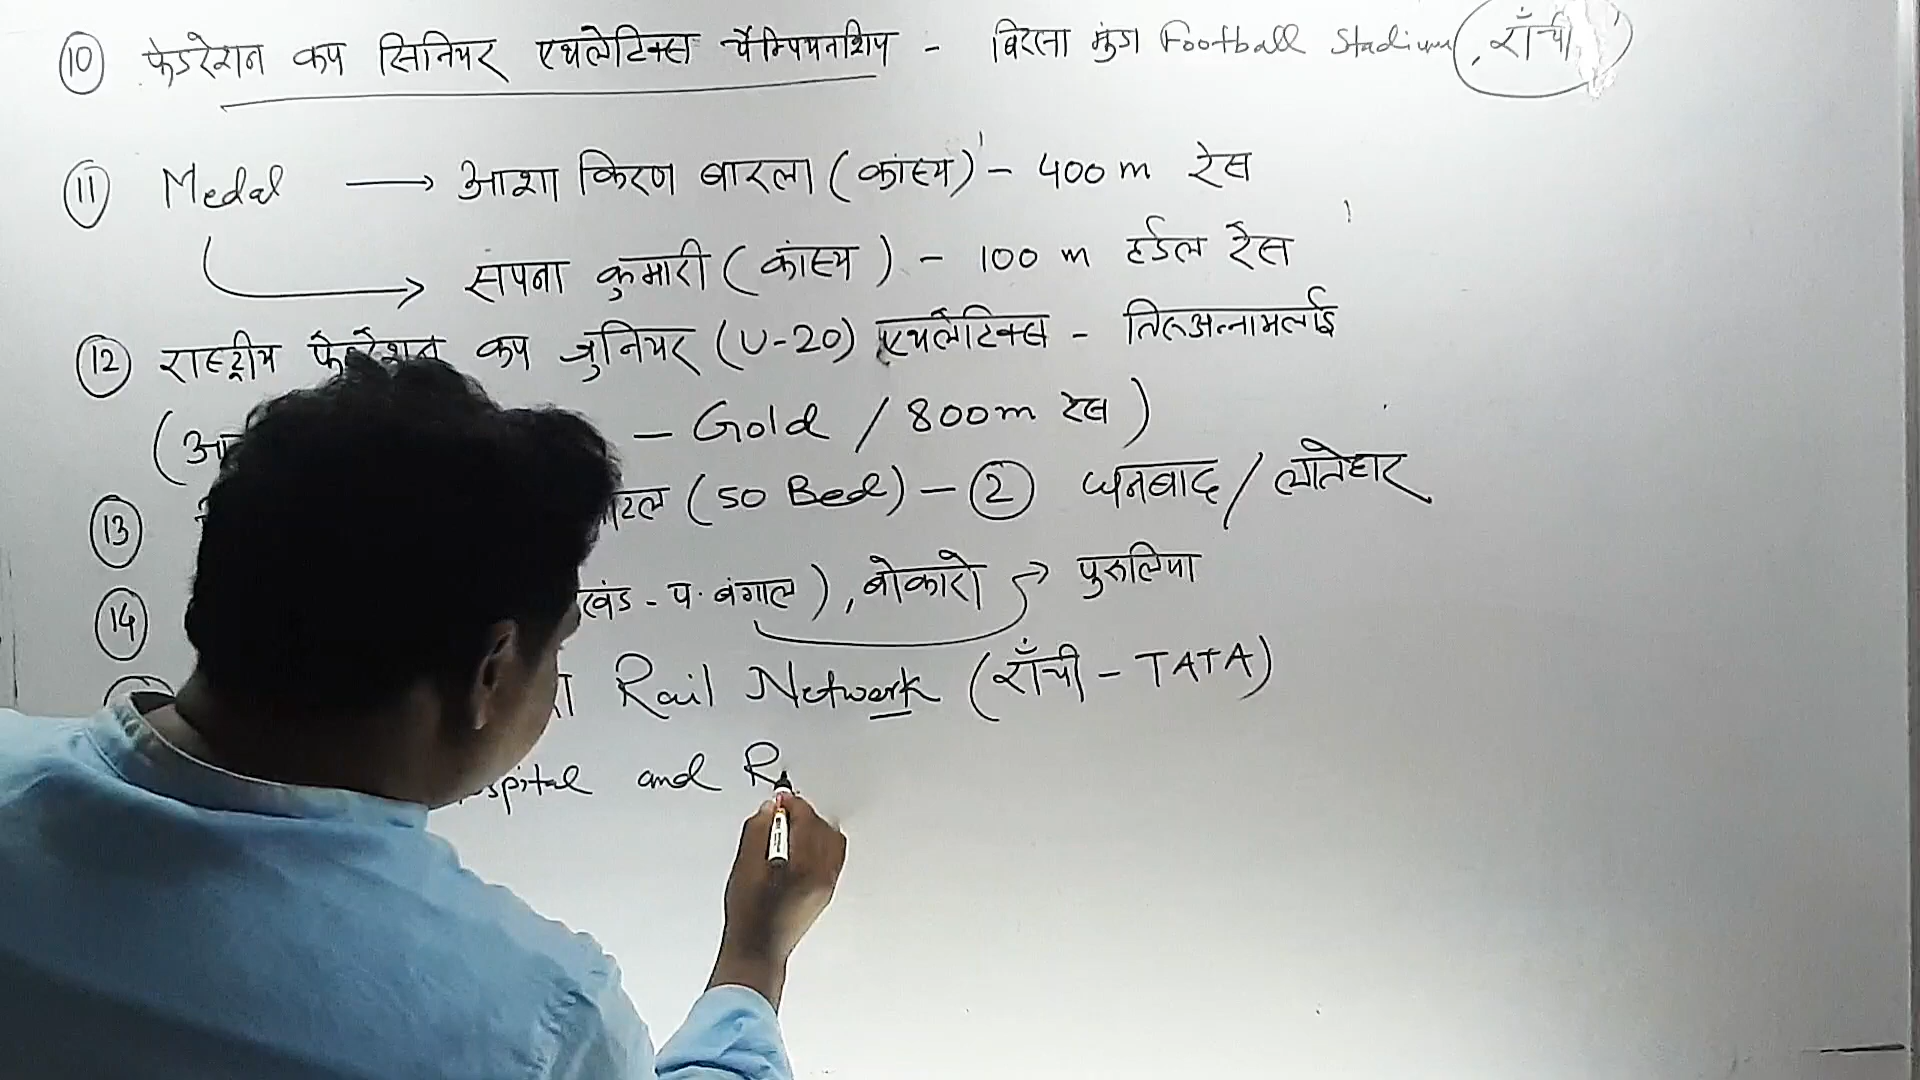 10 फेडरेशन कप सिनियर एथलेटिक्स चैम्पियनशिप - बिरसा मुंडा Football Stadium, राँची
11 Medal → आशा किरण बारला (कांस्य) - 400 m रेस
→ सपना कुमारी (कांस्य) - 100 m हर्डल रेस
12 राष्ट्रीय फेडरेशन कप जुनियर (U-20) एथलेटिक्स - तिरुअन्नामलाई
(आ - Gold / 800m रेस)
13 (50 Bed) - 2 धनबाद / लातेहार
14 खंड - प. बंगाल), बोकारो → पुरुलिया
Rail Network (राँची - TATA)
spital and R